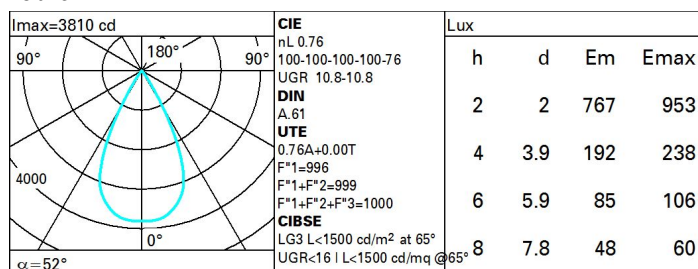 Imax=3810 cd
90°
180°
90°
4000
0°
α=52°
CIE
nL 0.76
100-100-100-100-76
UGR 10.8-10.8
DIN
A.61
UTE
0.76A+0.00T
F"1=996
F"1+F"2=999
F"1+F"2+F"3=1000
CIBSE
LG3 L<1500 cd/m² at 65°
UGR<16 | L<1500 cd/mq @65°
Lux
h d Em Emax
2 2 767 953
4 3.9 192 238
6 5.9 85 106
8 7.8 48 60